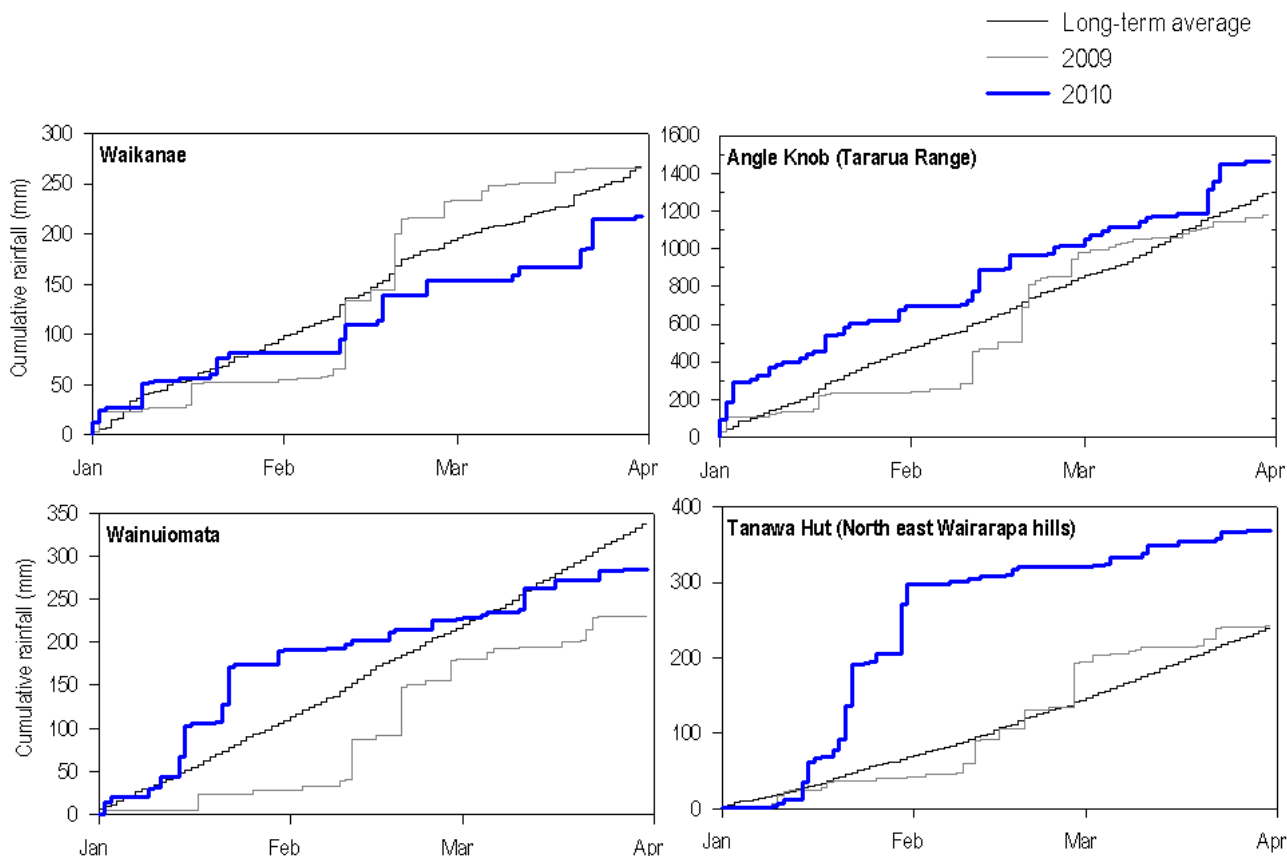 Long-term average
2009
2010
Waikanae
Cumulative rainfall (mm)
300
250
200
150
100
50
0
Jan Feb Mar Apr
Angle Knob (Tararua Range)
1600
1400
1200
1000
800
600
400
200
0
Jan Feb Mar Apr
Wainuiomata
Cumulative rainfall (mm)
350
300
250
200
150
100
50
0
Jan Feb Mar Apr
Tanawa Hut (North east Wairarapa hills)
400
300
200
100
0
Jan Feb Mar Apr